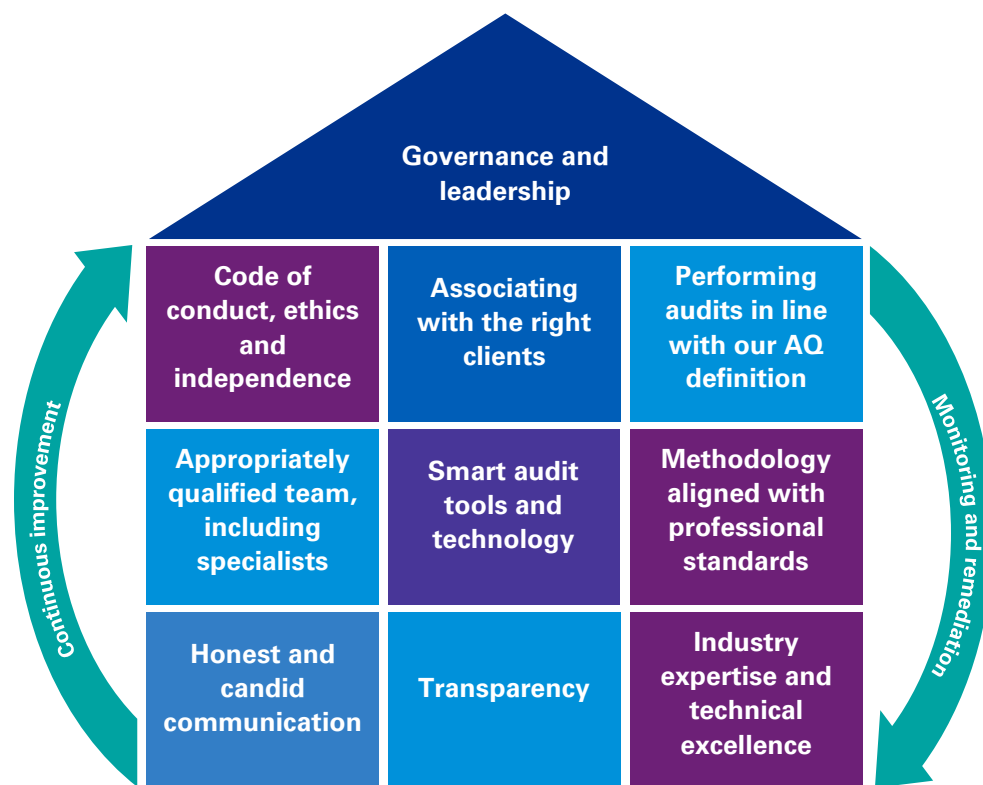 Governance and
leadership
Code of
conduct, ethics
and
independence
Associating
with the right
clients
Performing
audits in line
with our AQ
definition
Appropriately
qualified team,
including
specialists
Smart audit
tools and
technology
Methodology
aligned with
professional
standards
Honest and
candid
communication
Transparency
Industry
expertise and
technical
excellence
Continuous improvement
Monitoring and remediation